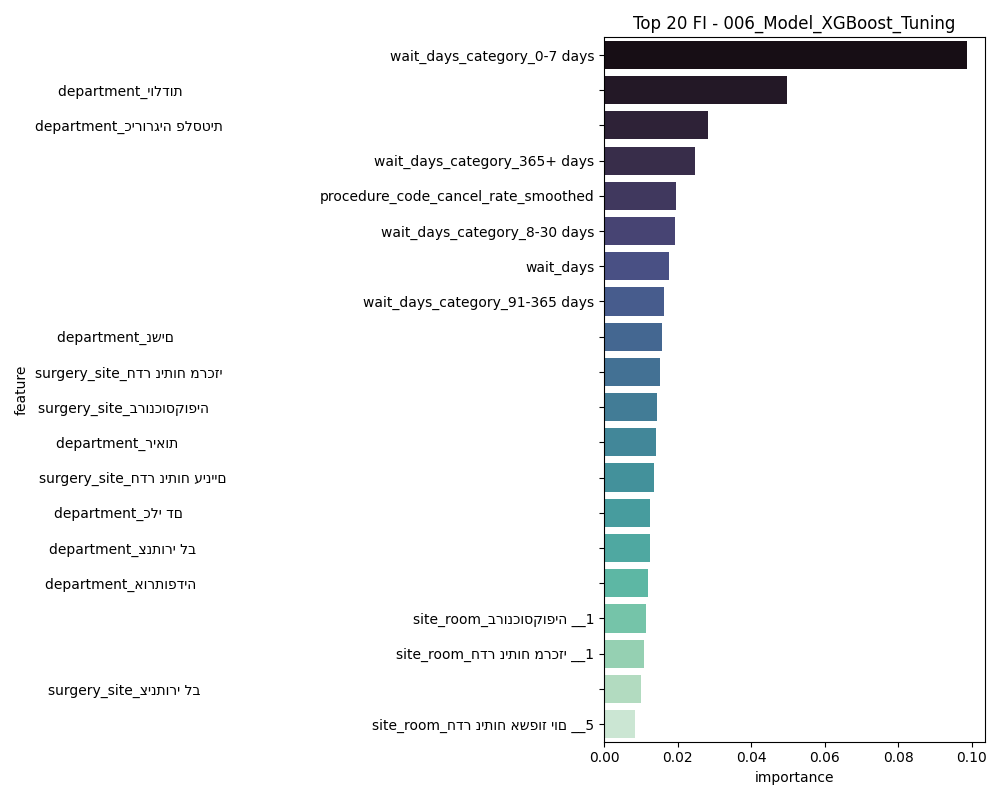 Top 20 FI - 006_Model_XGBoost_Tuning
wait_days_category_0-7 days
department_יולדות
department_כירורגיה פלסטית
wait_days_category_365+ days
procedure_code_cancel_rate_smoothed
wait_days_category_8-30 days
wait_days
wait_days_category_91-365 days
department_נשים
surgery_site_חדר ניתוח מרכזי
surgery_site_ברונכוסקופיה
department_ריאות
surgery_site_חדר ניתוח עיניים
department_כלי דם
department_צנתורי לב
department_אורתופדיה
site_room_ברונכוסקופיה __1
site_room_חדר ניתוח מרכזי __1
surgery_site_צינתורי לב
site_room_חדר ניתוח אשפוז יום __5
feature
0.00 0.02 0.04 0.06 0.08 0.10
importance